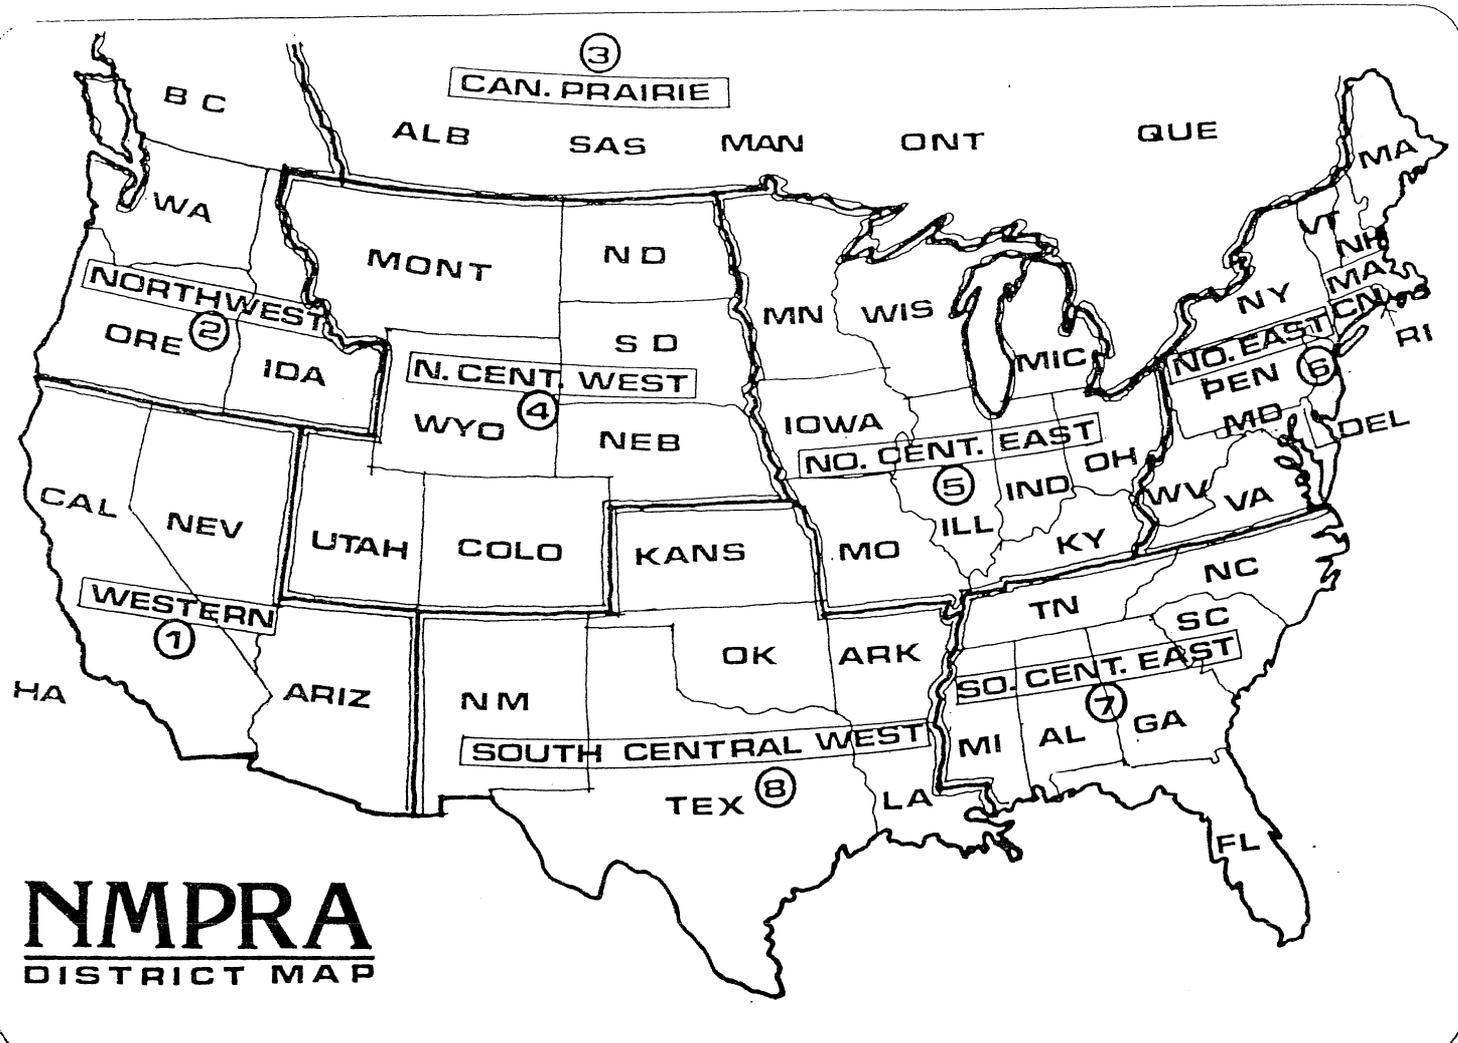 3
CAN. PRAIRIE
B C
ALB
SAS
MAN
ONT
QUE
MA
WA
VT
NH
MONT
N D
MA
NORTHWEST
2
ORE
IDA
MN
WIS
NY
CN
RI
S D
MIC
NO. EAST
6
N. CENT. WEST
4
WYO
NEB
PEN
MD
DEL
IOWA
NO. CENT. EAST
5
OH
IND
ILL
WV
VA
CAL
NEV
UTAH
COLO
KANS
MO
KY
WESTERN
1
TN
NC
SC
HA
ARIZ
N M
OK
ARK
SO. CENT. EAST
7
MI
AL
GA
SOUTH CENTRAL WEST
8
TEX
LA
FL
NMPRA
DISTRICT MAP